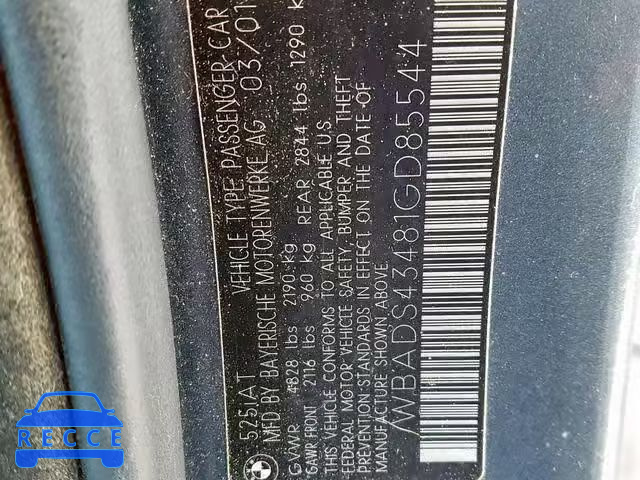 525IAT VEHICLE TYPE: PASSENGER CAR
MFD BY BAYERISCHE MOTORENWERKE AG 03/01
GVWR 4828 lbs 2190 kg
GAWR FRONT 2116 lbs 960 kg REAR 2844 lbs 1290 k
THIS VEHICLE CONFORMS TO ALL APPLICABLE U.S.
FEDERAL MOTOR VEHICLE SAFETY, BUMPER AND THEFT
PREVENTION STANDARDS IN EFFECT ON THE DATE OF
MANUFACTURE SHOWN ABOVE
WBADS43481GD85544
RECCE